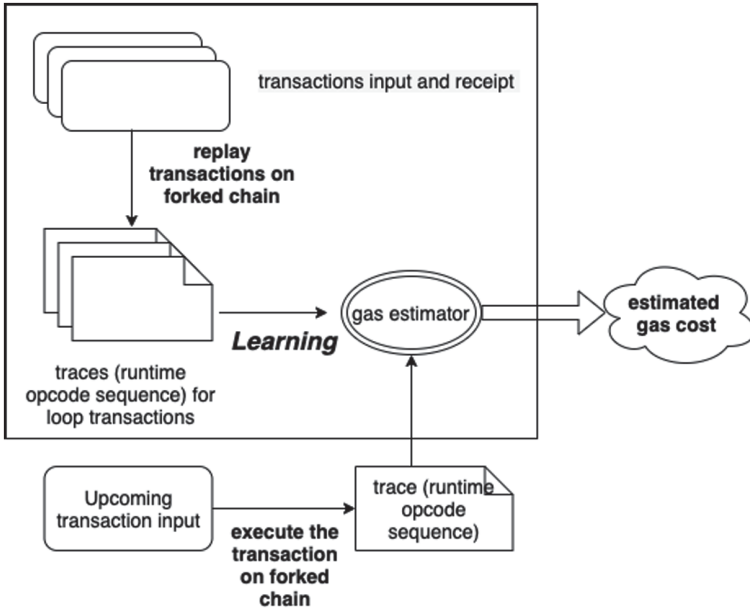 transactions input and receipt
replay
transactions on
forked chain
gas estimator
estimated
gas cost
Learning
traces (runtime
opcode sequence) for
loop transactions
Upcoming
transaction input
execute the
transaction
on forked
chain
trace (runtime
opcode
sequence)